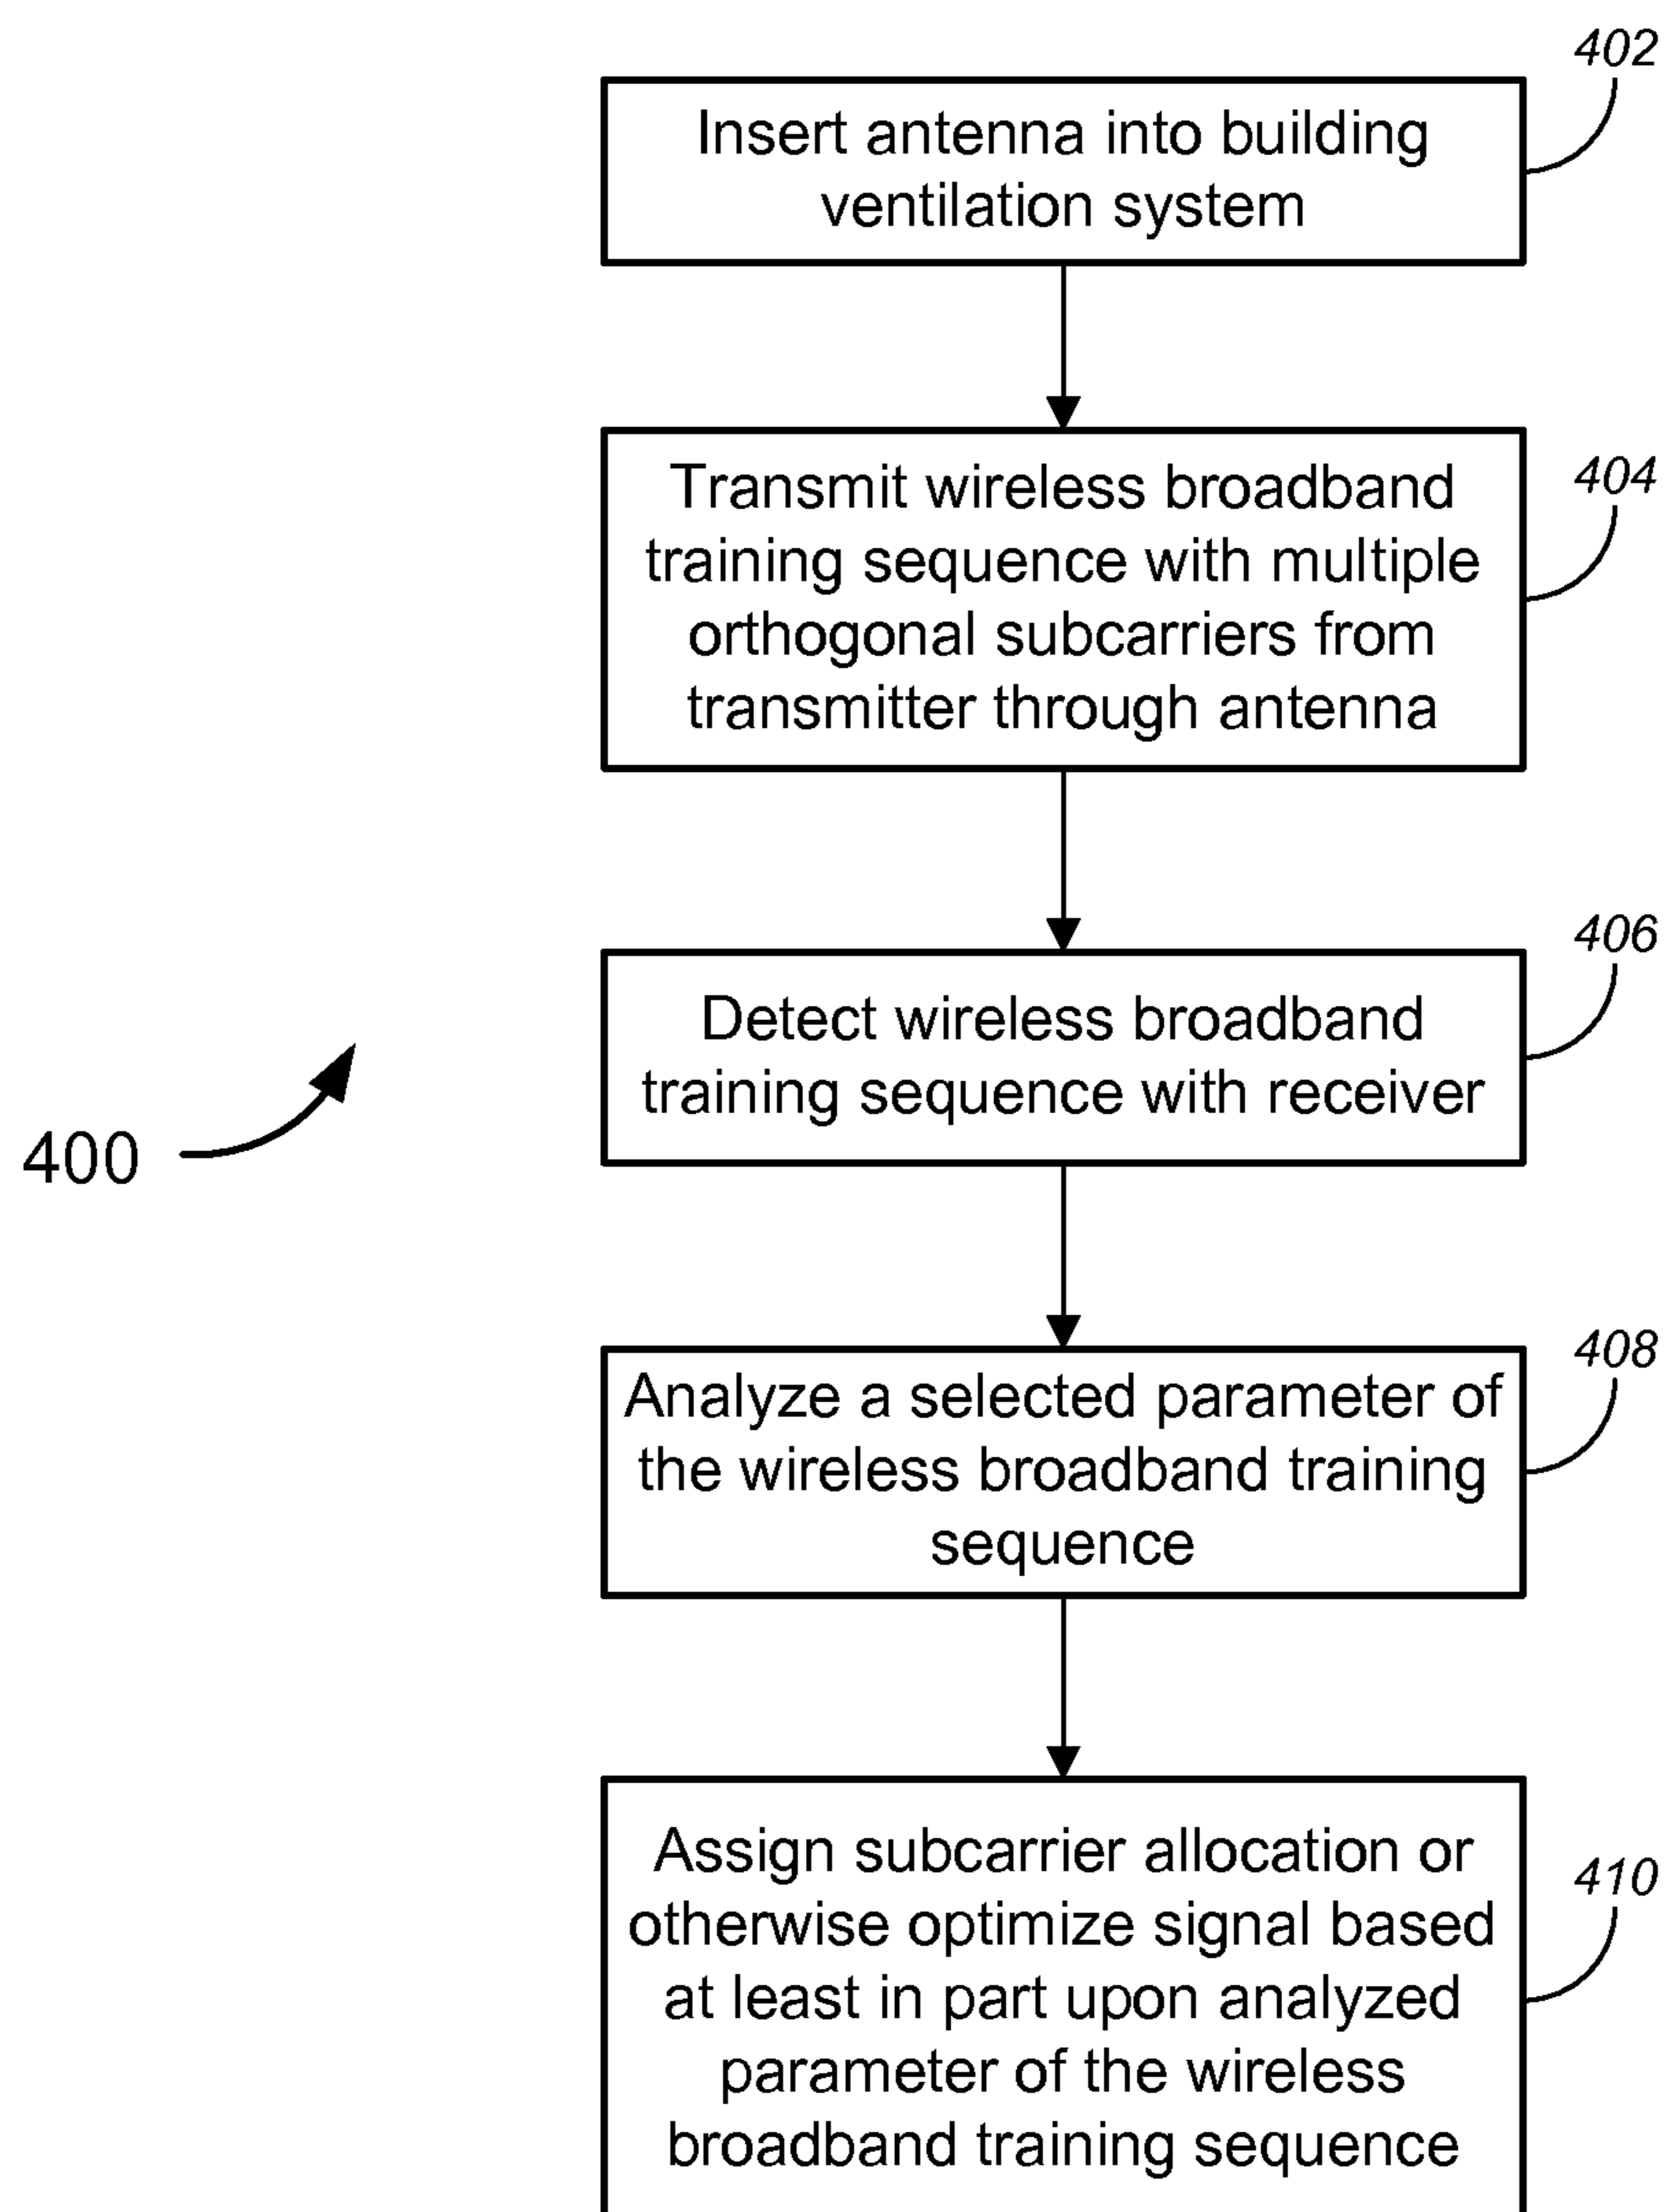 402
Insert antenna into building
ventilation system
404
Transmit wireless broadband
training sequence with multiple
orthogonal subcarriers from
transmitter through antenna
406
Detect wireless broadband
training sequence with receiver
400
408
Analyze a selected parameter of
the wireless broadband training
sequence
410
Assign subcarrier allocation or
otherwise optimize signal based
at least in part upon analyzed
parameter of the wireless
broadband training sequence